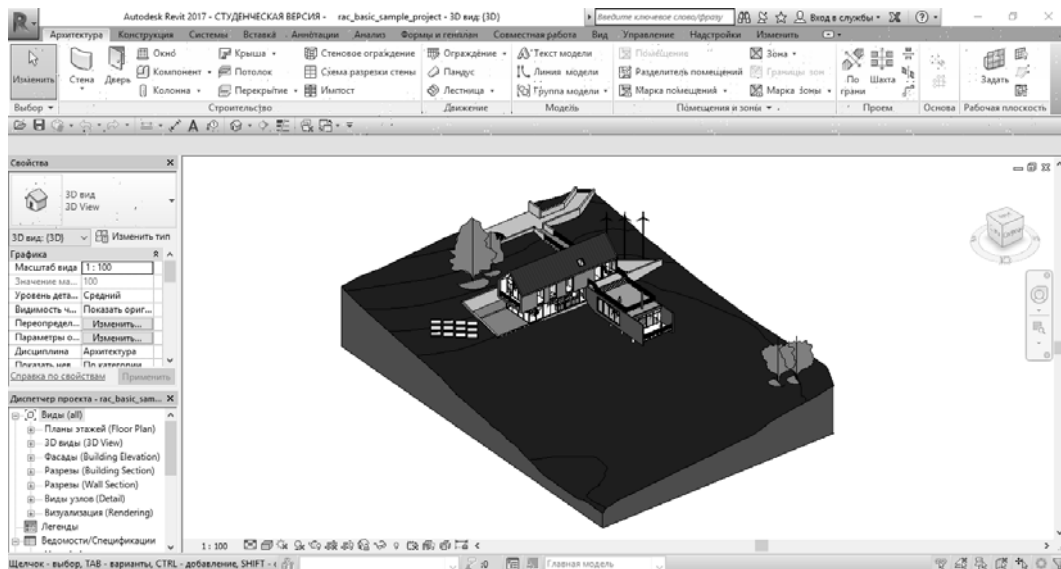 Autodesk Revit 2017 - СТУДЕНЧЕСКАЯ ВЕРСИЯ - rac_basic_sample_project - 3D вид: {3D}
Введите ключевое слово/фразу
Вход в службы
Архитектура Конструкция Системы Вставка Аннотации Анализ Формы и генплан Совместная работа Вид Управление Надстройки Изменить
Изменить Стена Дверь
Окно
Компонент
Колонна
Крыша
Потолок
Перекрытие
Стеновое ограждение
Схема разрезки стены
Импост
Ограждение
Пандус
Лестница
Текст модели
Линия модели
Группа модели
Помещение
Разделитель помещений
Марка помещения
Зона
Границы зон
Марка зоны
По грани
Шахта
Задать
Выбор Строительство Движение Модель Помещения и зоны Проем Основа Рабочая плоскость
Свойства
3D вид
3D View
3D вид: {3D} Изменить тип
Графика
Масштаб вида 1 : 100
Значение ма... 100
Уровень дета... Средний
Видимость ч... Показать ориг...
Переопредел... Изменить...
Параметры о... Изменить...
Дисциплина Архитектура
Показать нев... По категории
Справка по свойствам Применить
Диспетчер проекта - rac_basic_sam...
Виды (all)
Планы этажей (Floor Plan)
3D виды (3D View)
Фасады (Building Elevation)
Разрезы (Building Section)
Разрезы (Wall Section)
Виды узлов (Detail)
Визуализация (Rendering)
Легенды
Ведомости/Спецификации
1 : 100
Щелчок - выбор, TAB - варианты, CTRL - добавление, SHIFT - с
:0
Главная модель